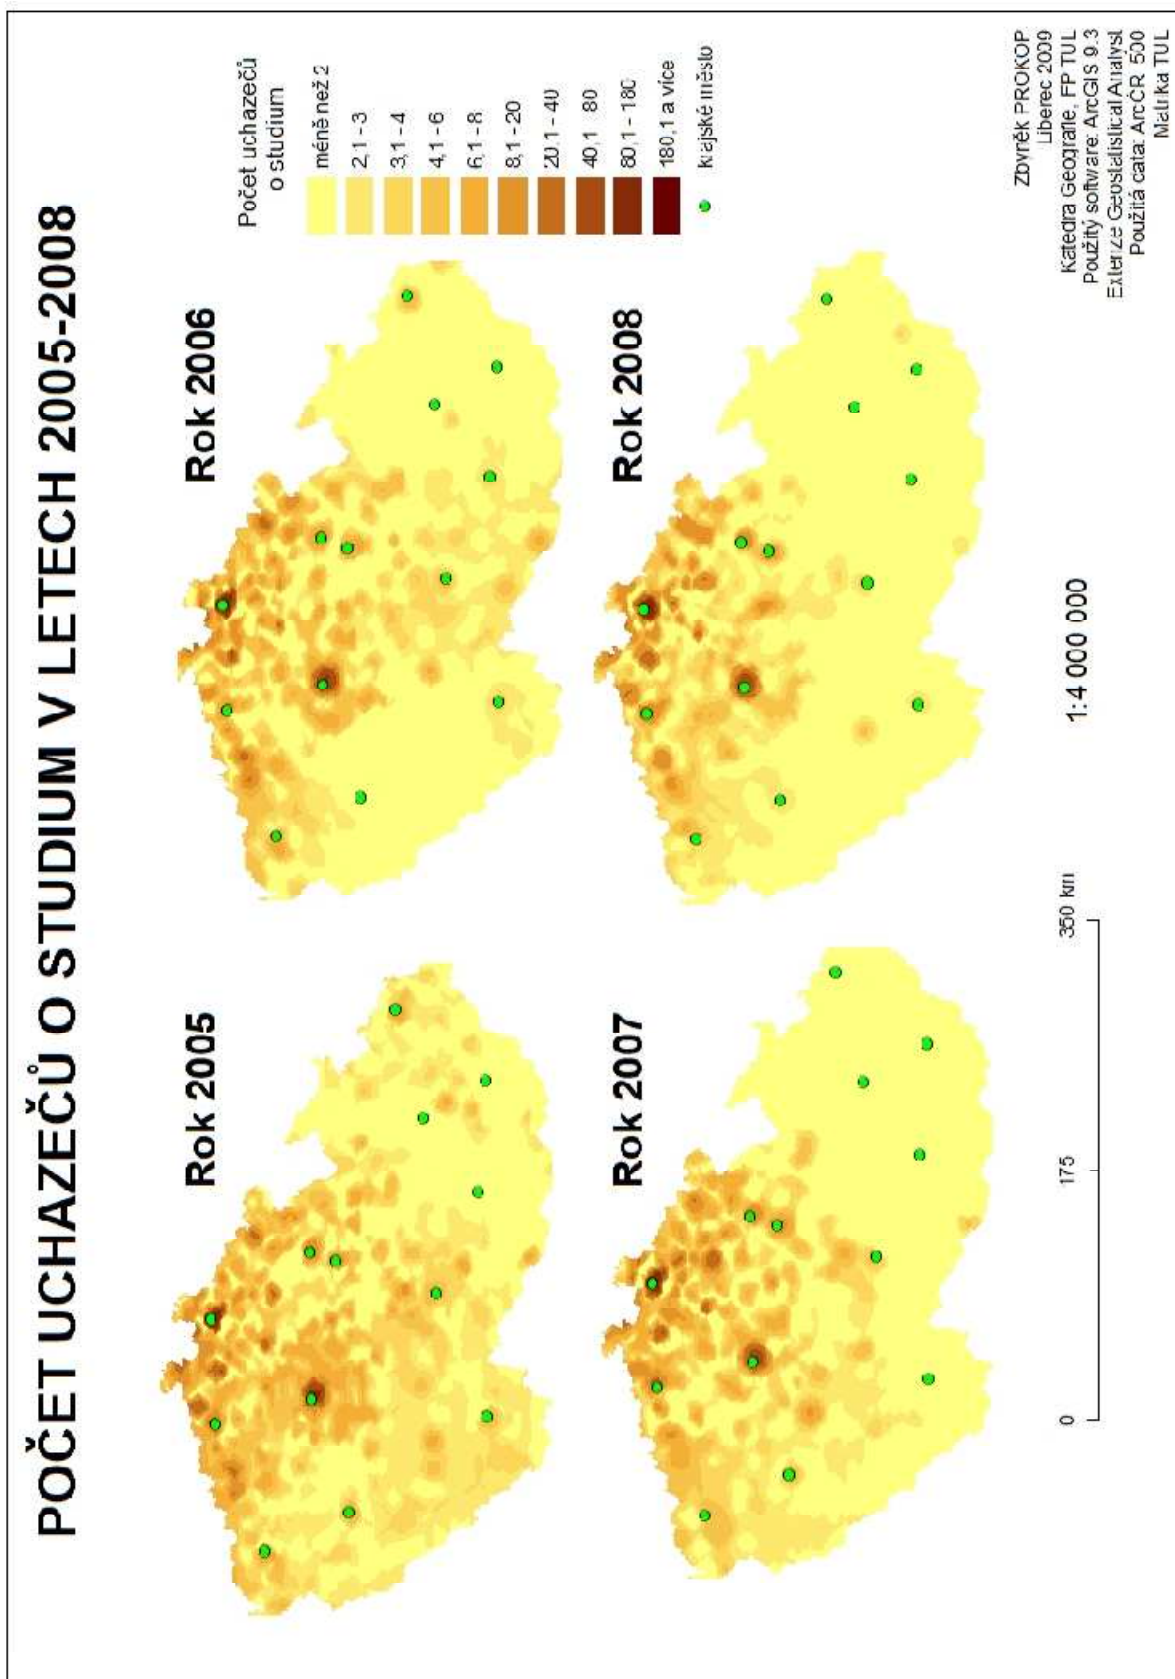 POČET UCHAZEČŮ O STUDIUM V LETECH 2005-2008
Rok 2005
Rok 2006
Počet uchazečů
o studium
méně než 2
2,1 - 3
3,1 - 4
4,1 - 6
6,1 - 8
8,1 - 20
20,1 - 40
40,1 - 80
80,1 - 180
180,1 a více
krajské město
Rok 2007
Rok 2008
0
175
350 km
1:4 000 000
Zbyněk PROKOP
Liberec 2009
Katedra Geografie, FP TUL
Použitý software: ArcGIS 9.3
Extenze Geostatistical Analyst
Použitá data: ArcČR 500
Matrika TUL